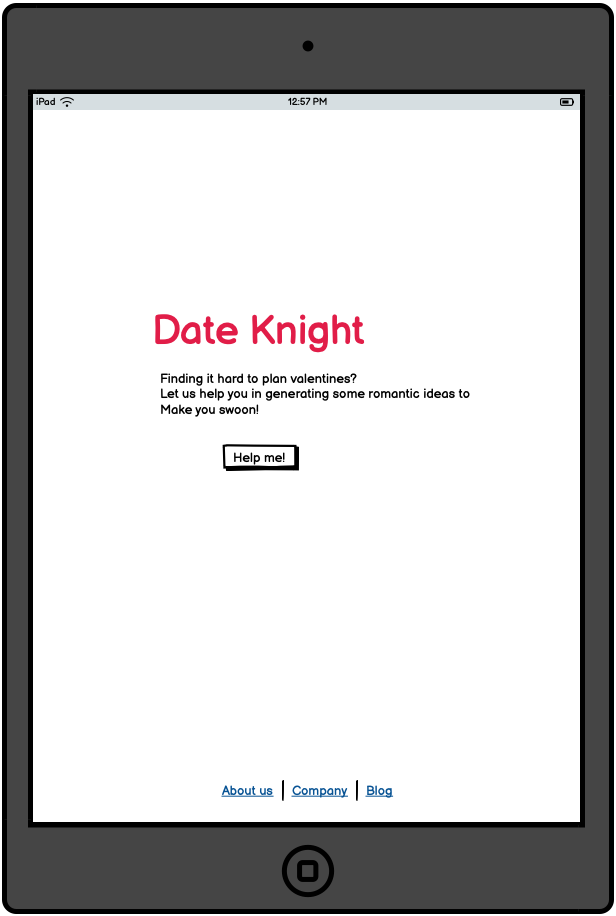 iPad 12:57 PM
Date Knight
Finding it hard to plan valentines?
Let us help you in generating some romantic ideas to
Make you swoon!
Help me!
About us Company Blog